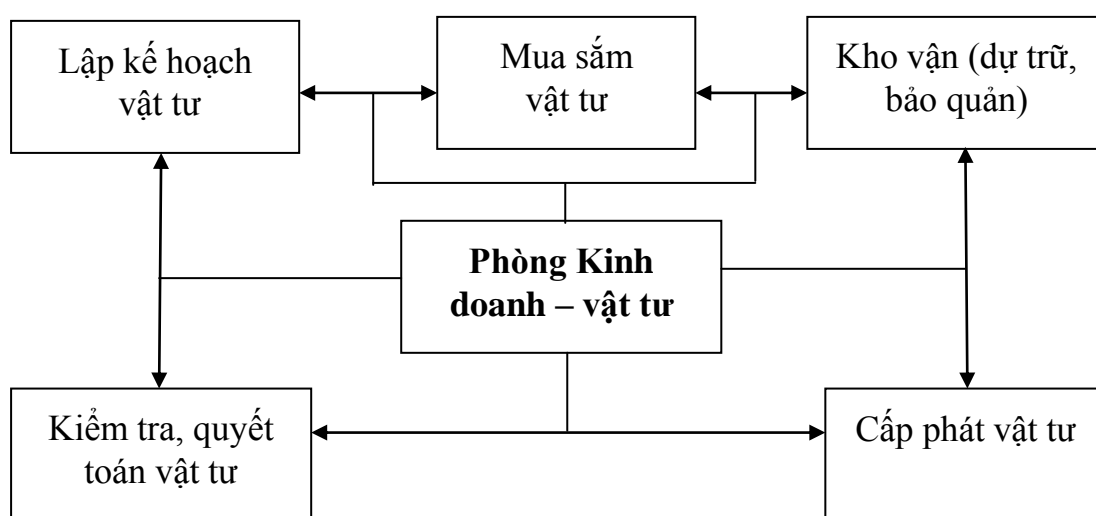 Lập kế hoạch
vật tư
Mua sắm
vật tư
Kho vận (dự trữ,
bảo quản)
Phòng Kinh
doanh – vật tư
Kiểm tra, quyết
toán vật tư
Cấp phát vật tư